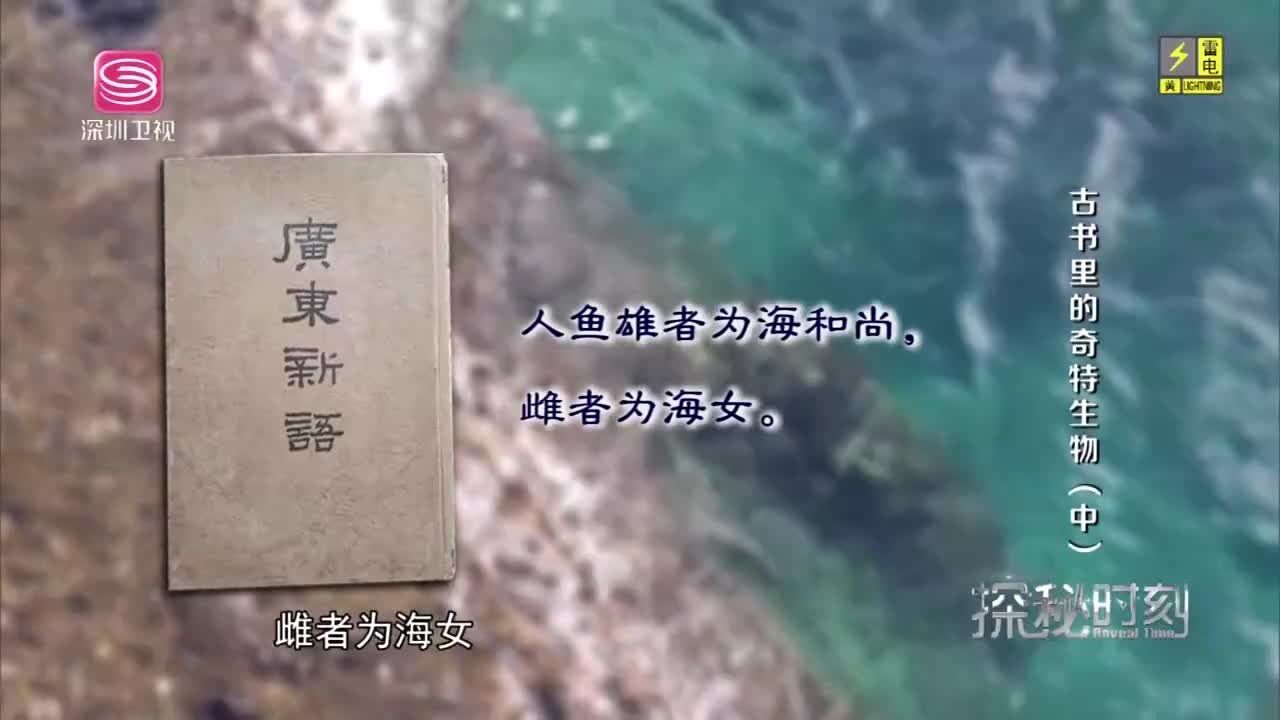 深圳卫视
雷电
黄 LIGHTNING
廣東新語
人鱼雄者为海和尚，
雌者为海女。
古书里的奇特生物（中）
探秘时刻
Reveal Time
雌者为海女